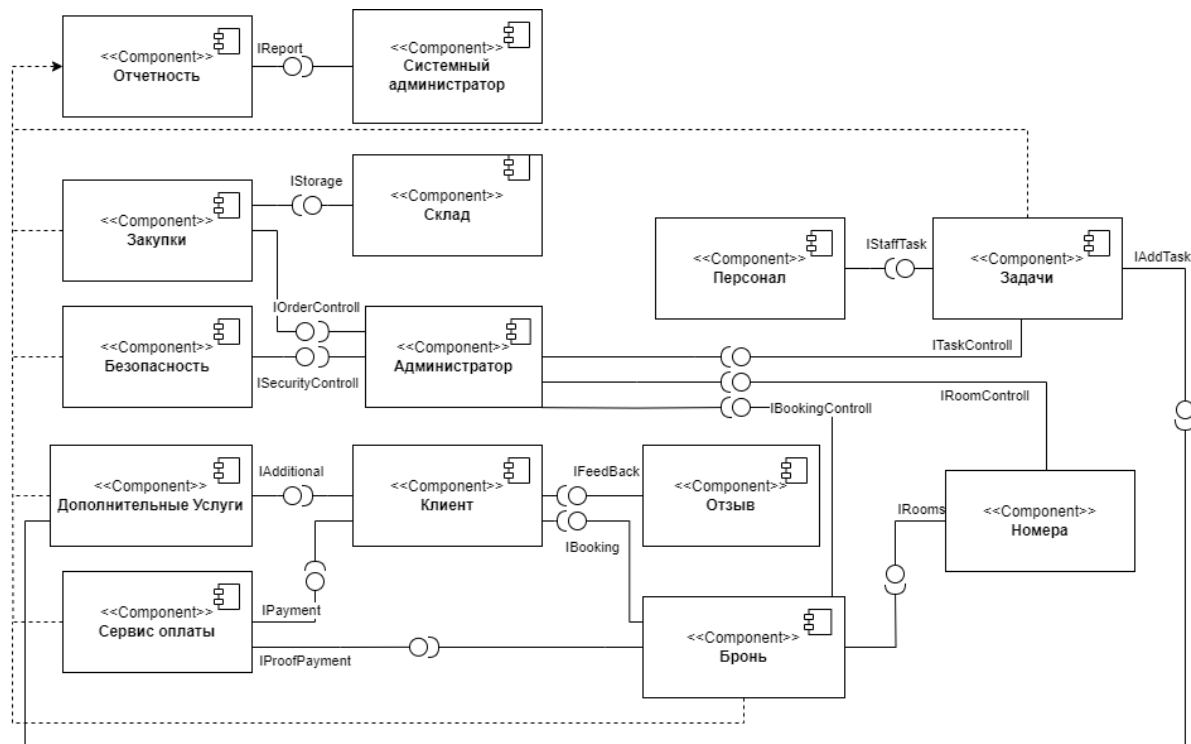 <<Component>>
Отчетность
IReport
<<Component>>
Системный
администратор
<<Component>>
Закупки
IStorage
<<Component>>
Склад
<<Component>>
Персонал
IStaffTask
<<Component>>
Задачи
IAddTask
IOrderControll
<<Component>>
Безопасность
ISecurityControll
<<Component>>
Администратор
ITaskControll
IRoomControll
IBookingControll
<<Component>>
Дополнительные Услуги
IAdditional
<<Component>>
Клиент
IFeedBack
<<Component>>
Отзыв
IBooking
IRooms
<<Component>>
Номера
<<Component>>
Сервис оплаты
IPayment
IProofPayment
<<Component>>
Бронь